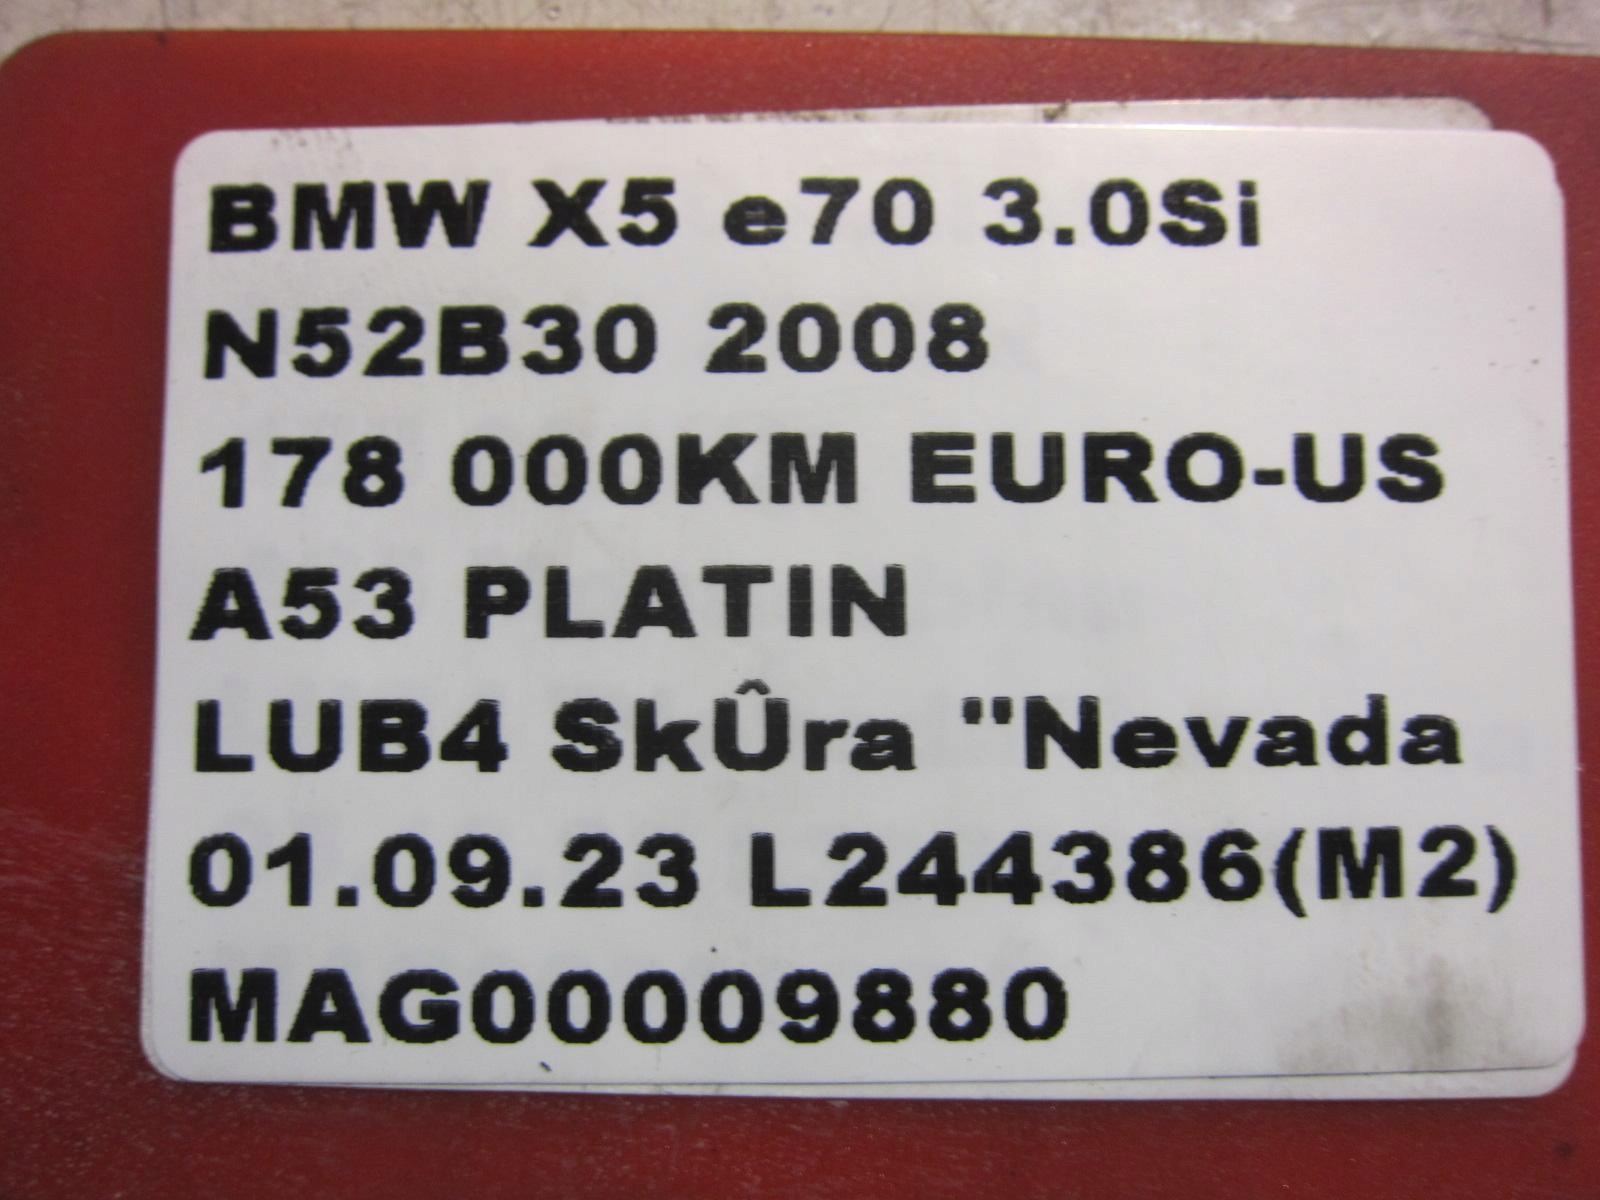 BMW X5 e70 3.0Si
N52B30 2008
178 000KM EURO-US
A53 PLATIN
LUB4 SkÛra "Nevada
01.09.23 L244386(M2)
MAG00009880